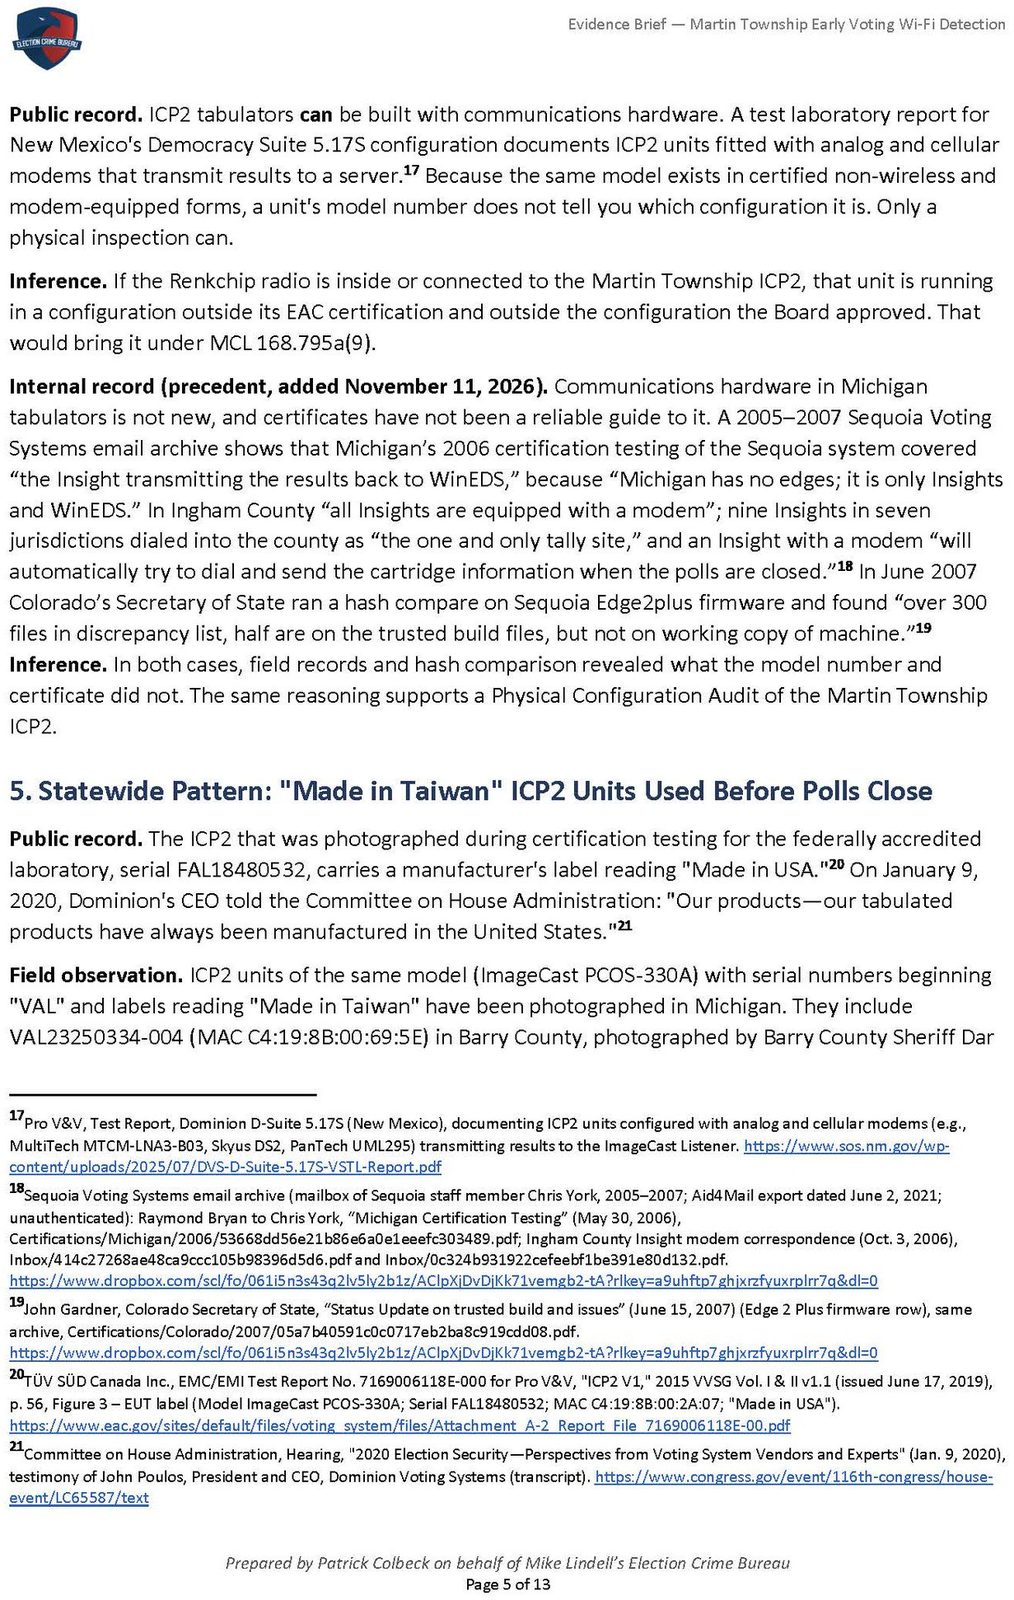 ELECTION CRIME BUREAU
Evidence Brief — Martin Township Early Voting Wi-Fi Detection
Public record. ICP2 tabulators can be built with communications hardware. A test laboratory report for
New Mexico's Democracy Suite 5.17S configuration documents ICP2 units fitted with analog and cellular
modems that transmit results to a server.17 Because the same model exists in certified non-wireless and
modem-equipped forms, a unit's model number does not tell you which configuration it is. Only a
physical inspection can.
Inference. If the Renkchip radio is inside or connected to the Martin Township ICP2, that unit is running
in a configuration outside its EAC certification and outside the configuration the Board approved. That
would bring it under MCL 168.795a(9).
Internal record (precedent, added November 11, 2026). Communications hardware in Michigan
tabulators is not new, and certificates have not been a reliable guide to it. A 2005–2007 Sequoia Voting
Systems email archive shows that Michigan’s 2006 certification testing of the Sequoia system covered
“the Insight transmitting the results back to WinEDS,” because “Michigan has no edges; it is only Insights
and WinEDS.” In Ingham County “all Insights are equipped with a modem”; nine Insights in seven
jurisdictions dialed into the county as “the one and only tally site,” and an Insight with a modem “will
automatically try to dial and send the cartridge information when the polls are closed.”18 In June 2007
Colorado’s Secretary of State ran a hash compare on Sequoia Edge2plus firmware and found “over 300
files in discrepancy list, half are on the trusted build files, but not on working copy of machine.”19
Inference. In both cases, field records and hash comparison revealed what the model number and
certificate did not. The same reasoning supports a Physical Configuration Audit of the Martin Township
ICP2.
5. Statewide Pattern: "Made in Taiwan" ICP2 Units Used Before Polls Close
Public record. The ICP2 that was photographed during certification testing for the federally accredited
laboratory, serial FAL18480532, carries a manufacturer's label reading "Made in USA."20 On January 9,
2020, Dominion's CEO told the Committee on House Administration: "Our products—our tabulated
products have always been manufactured in the United States."21
Field observation. ICP2 units of the same model (ImageCast PCOS-330A) with serial numbers beginning
"VAL" and labels reading "Made in Taiwan" have been photographed in Michigan. They include
VAL23250334-004 (MAC C4:19:8B:00:69:5E) in Barry County, photographed by Barry County Sheriff Dar
17Pro V&V, Test Report, Dominion D-Suite 5.17S (New Mexico), documenting ICP2 units configured with analog and cellular modems (e.g.,
MultiTech MTCM-LNA3-B03, Skyus DS2, PanTech UML295) transmitting results to the ImageCast Listener. https://www.sos.nm.gov/wp-
content/uploads/2025/07/DVS-D-Suite-5.17S-VSTL-Report.pdf
18Sequoia Voting Systems email archive (mailbox of Sequoia staff member Chris York, 2005–2007; Aid4Mail export dated June 2, 2021;
unauthenticated): Raymond Bryan to Chris York, “Michigan Certification Testing” (May 30, 2006),
Certifications/Michigan/2006/53668dd56e21b86e6a0e1eeefc303489.pdf; Ingham County Insight modem correspondence (Oct. 3, 2006),
Inbox/414c27268ae48ca9ccc105b98396d5d6.pdf and Inbox/0c324b931922cefeebf1be391e80d132.pdf.
https://www.dropbox.com/scl/fo/061i5n3s43q2lv5ly2b1z/AClpXjDvDjKk71vemgb2-tA?rlkey=a9uhftp7ghjxrzfyuxrplrr7q&dl=0
19John Gardner, Colorado Secretary of State, “Status Update on trusted build and issues” (June 15, 2007) (Edge 2 Plus firmware row), same
archive, Certifications/Colorado/2007/05a7b40591c0c0717eb2ba8c919cdd08.pdf.
https://www.dropbox.com/scl/fo/061i5n3s43q2lv5ly2b1z/AClpXjDvDjKk71vemgb2-tA?rlkey=a9uhftp7ghjxrzfyuxrplrr7q&dl=0
20TÜV SÜD Canada Inc., EMC/EMI Test Report No. 7169006118E-000 for Pro V&V, "ICP2 V1," 2015 VVSG Vol. I & II v1.1 (issued June 17, 2019),
p. 56, Figure 3 – EUT label (Model ImageCast PCOS-330A; Serial FAL18480532; MAC C4:19:8B:00:2A:07; "Made in USA").
https://www.eac.gov/sites/default/files/voting_system/files/Attachment_A-2_Report_File_7169006118E-00.pdf
21Committee on House Administration, Hearing, "2020 Election Security—Perspectives from Voting System Vendors and Experts" (Jan. 9, 2020),
testimony of John Poulos, President and CEO, Dominion Voting Systems (transcript). https://www.congress.gov/event/116th-congress/house-
event/LC65587/text
Prepared by Patrick Colbeck on behalf of Mike Lindell’s Election Crime Bureau
Page 5 of 13